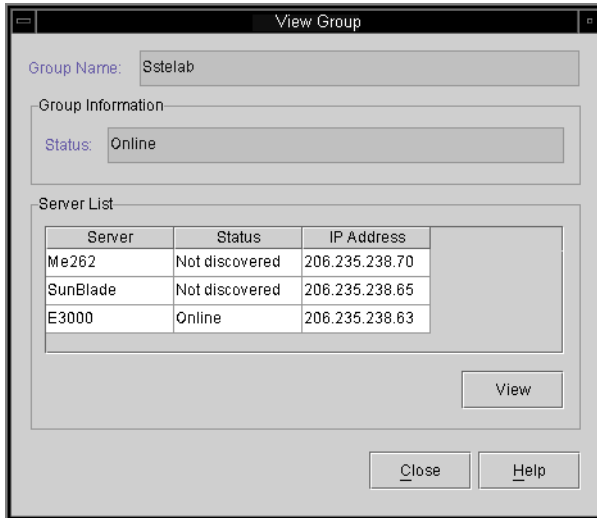 View Group
Group Name: Sstelab
Group Information
Status: Online
Server List
Server Status IP Address
Me262 Not discovered 206.235.238.70
SunBlade Not discovered 206.235.238.65
E3000 Online 206.235.238.63
View
Close Help